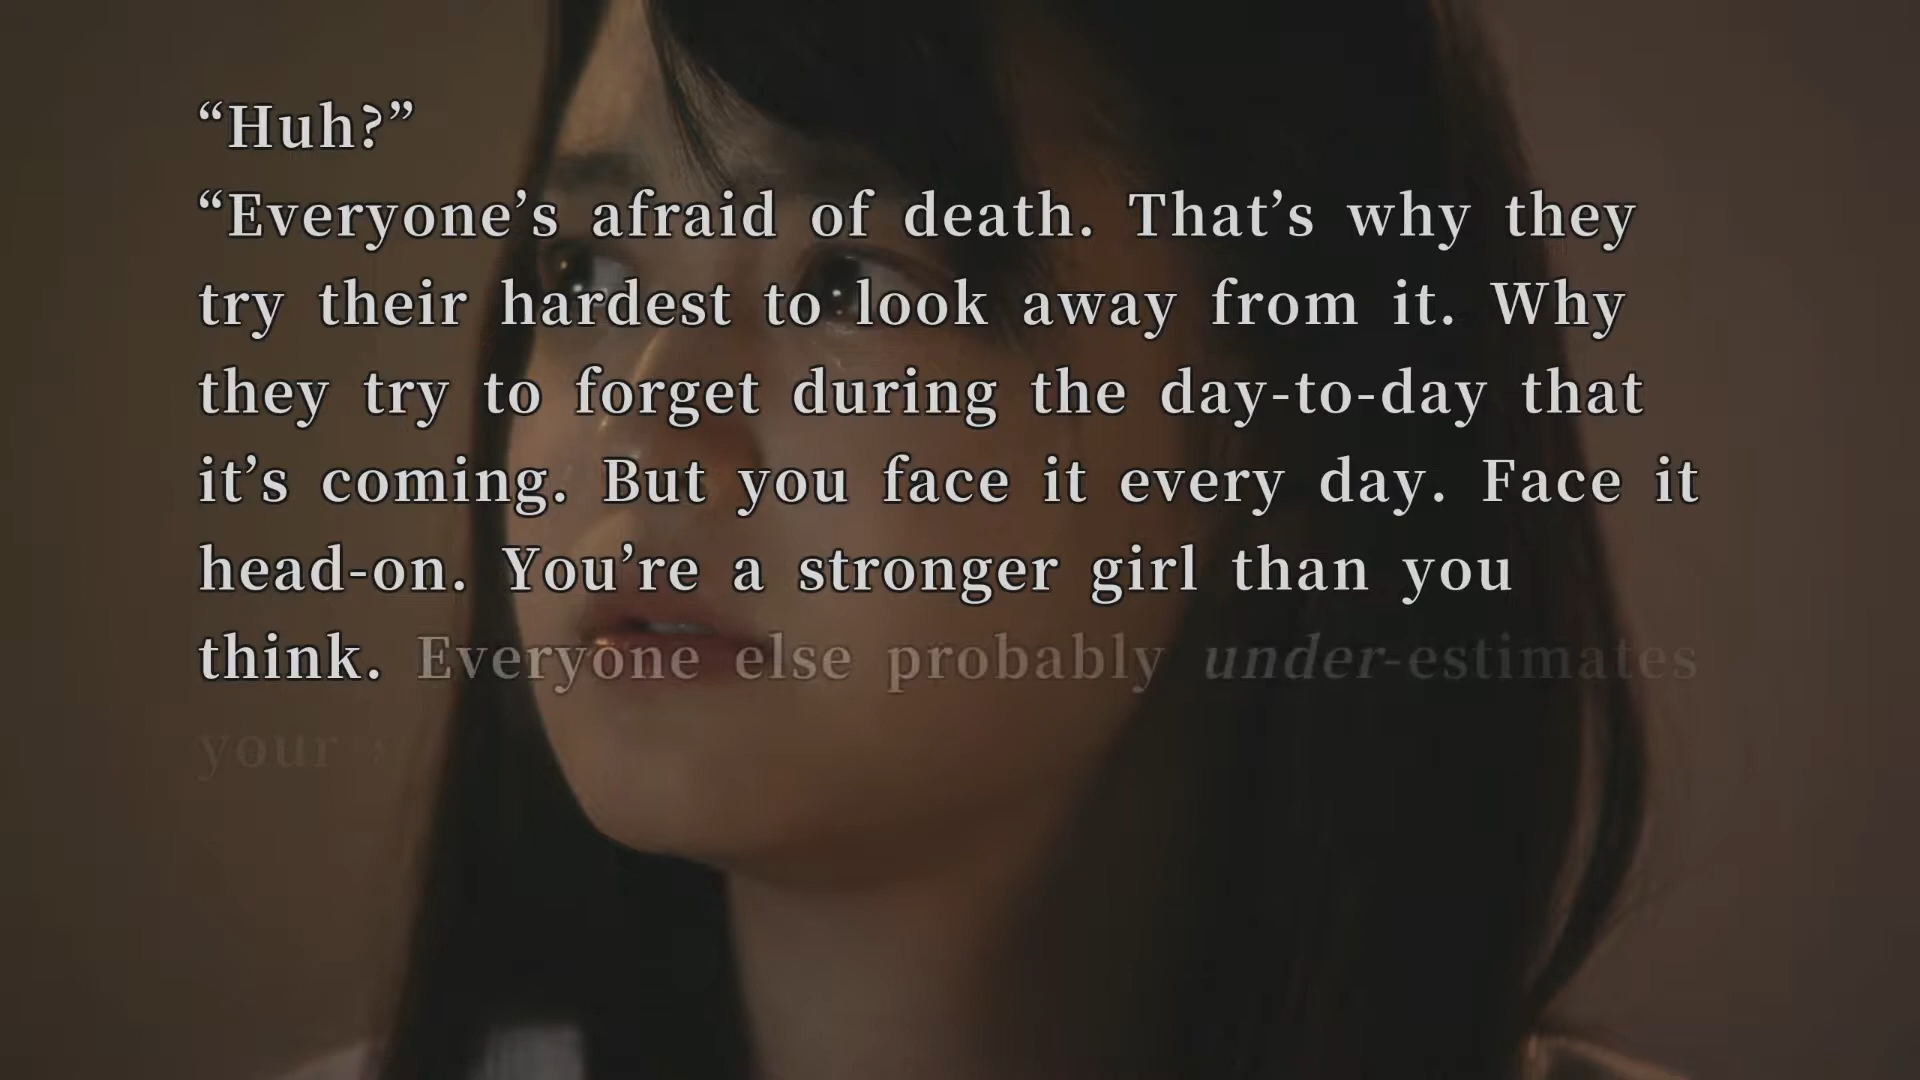 “Huh?”
“Everyone’s afraid of death. That’s why they
try their hardest to look away from it. Why
they try to forget during the day-to-day that
it’s coming. But you face it every day. Face it
head-on. You’re a stronger girl than you
think. Everyone else probably under-estimates
your